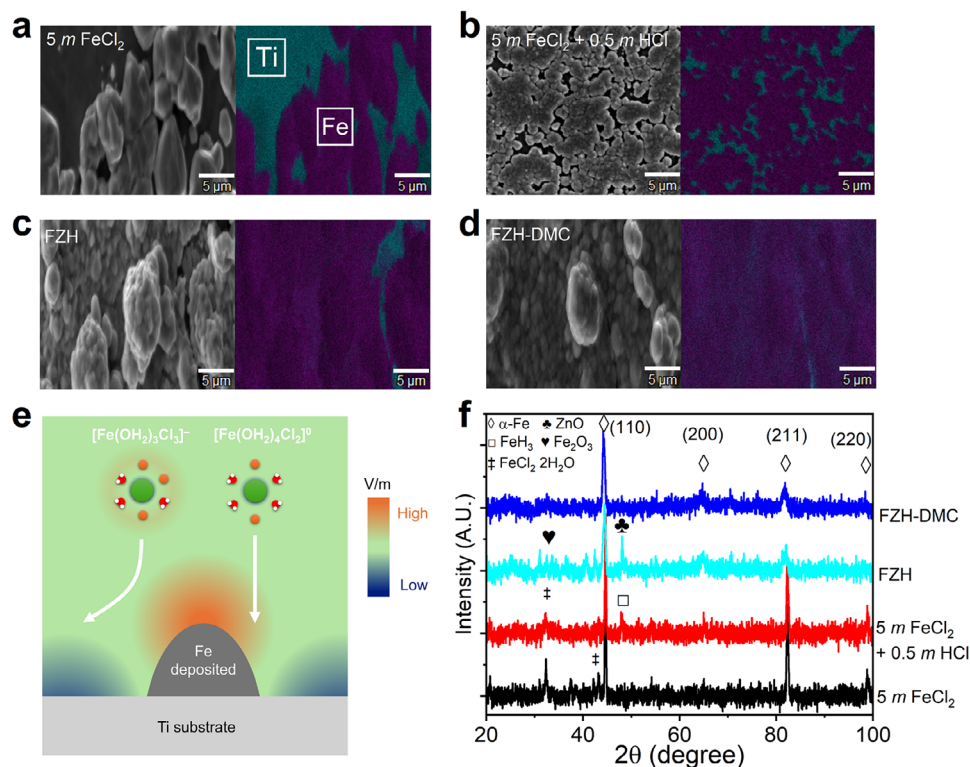 a
5 m FeCl₂
Ti
Fe
5 µm
5 µm
b
5 m FeCl₂ + 0.5 m HCl
5 µm
5 µm
c
FZH
5 µm
5 µm
d
FZH-DMC
5 µm
5 µm
e
[Fe(OH₂)₃Cl₃]⁻
[Fe(OH₂)₄Cl₂]⁰
V/m
High
Low
Fe
deposited
Ti substrate
f
◊ α-Fe ♣ ZnO
□ FeH₃ ♥ Fe₂O₃
‡ FeCl₂ 2H₂O
◊ (110)
(200)
◊
(211)
◊
(220)
◊
FZH-DMC
♥
♣
FZH
‡
□
5 m FeCl₂
+ 0.5 m HCl
‡
5 m FeCl₂
Intensity (A.U.)
20 40 60 80 100
2θ (degree)